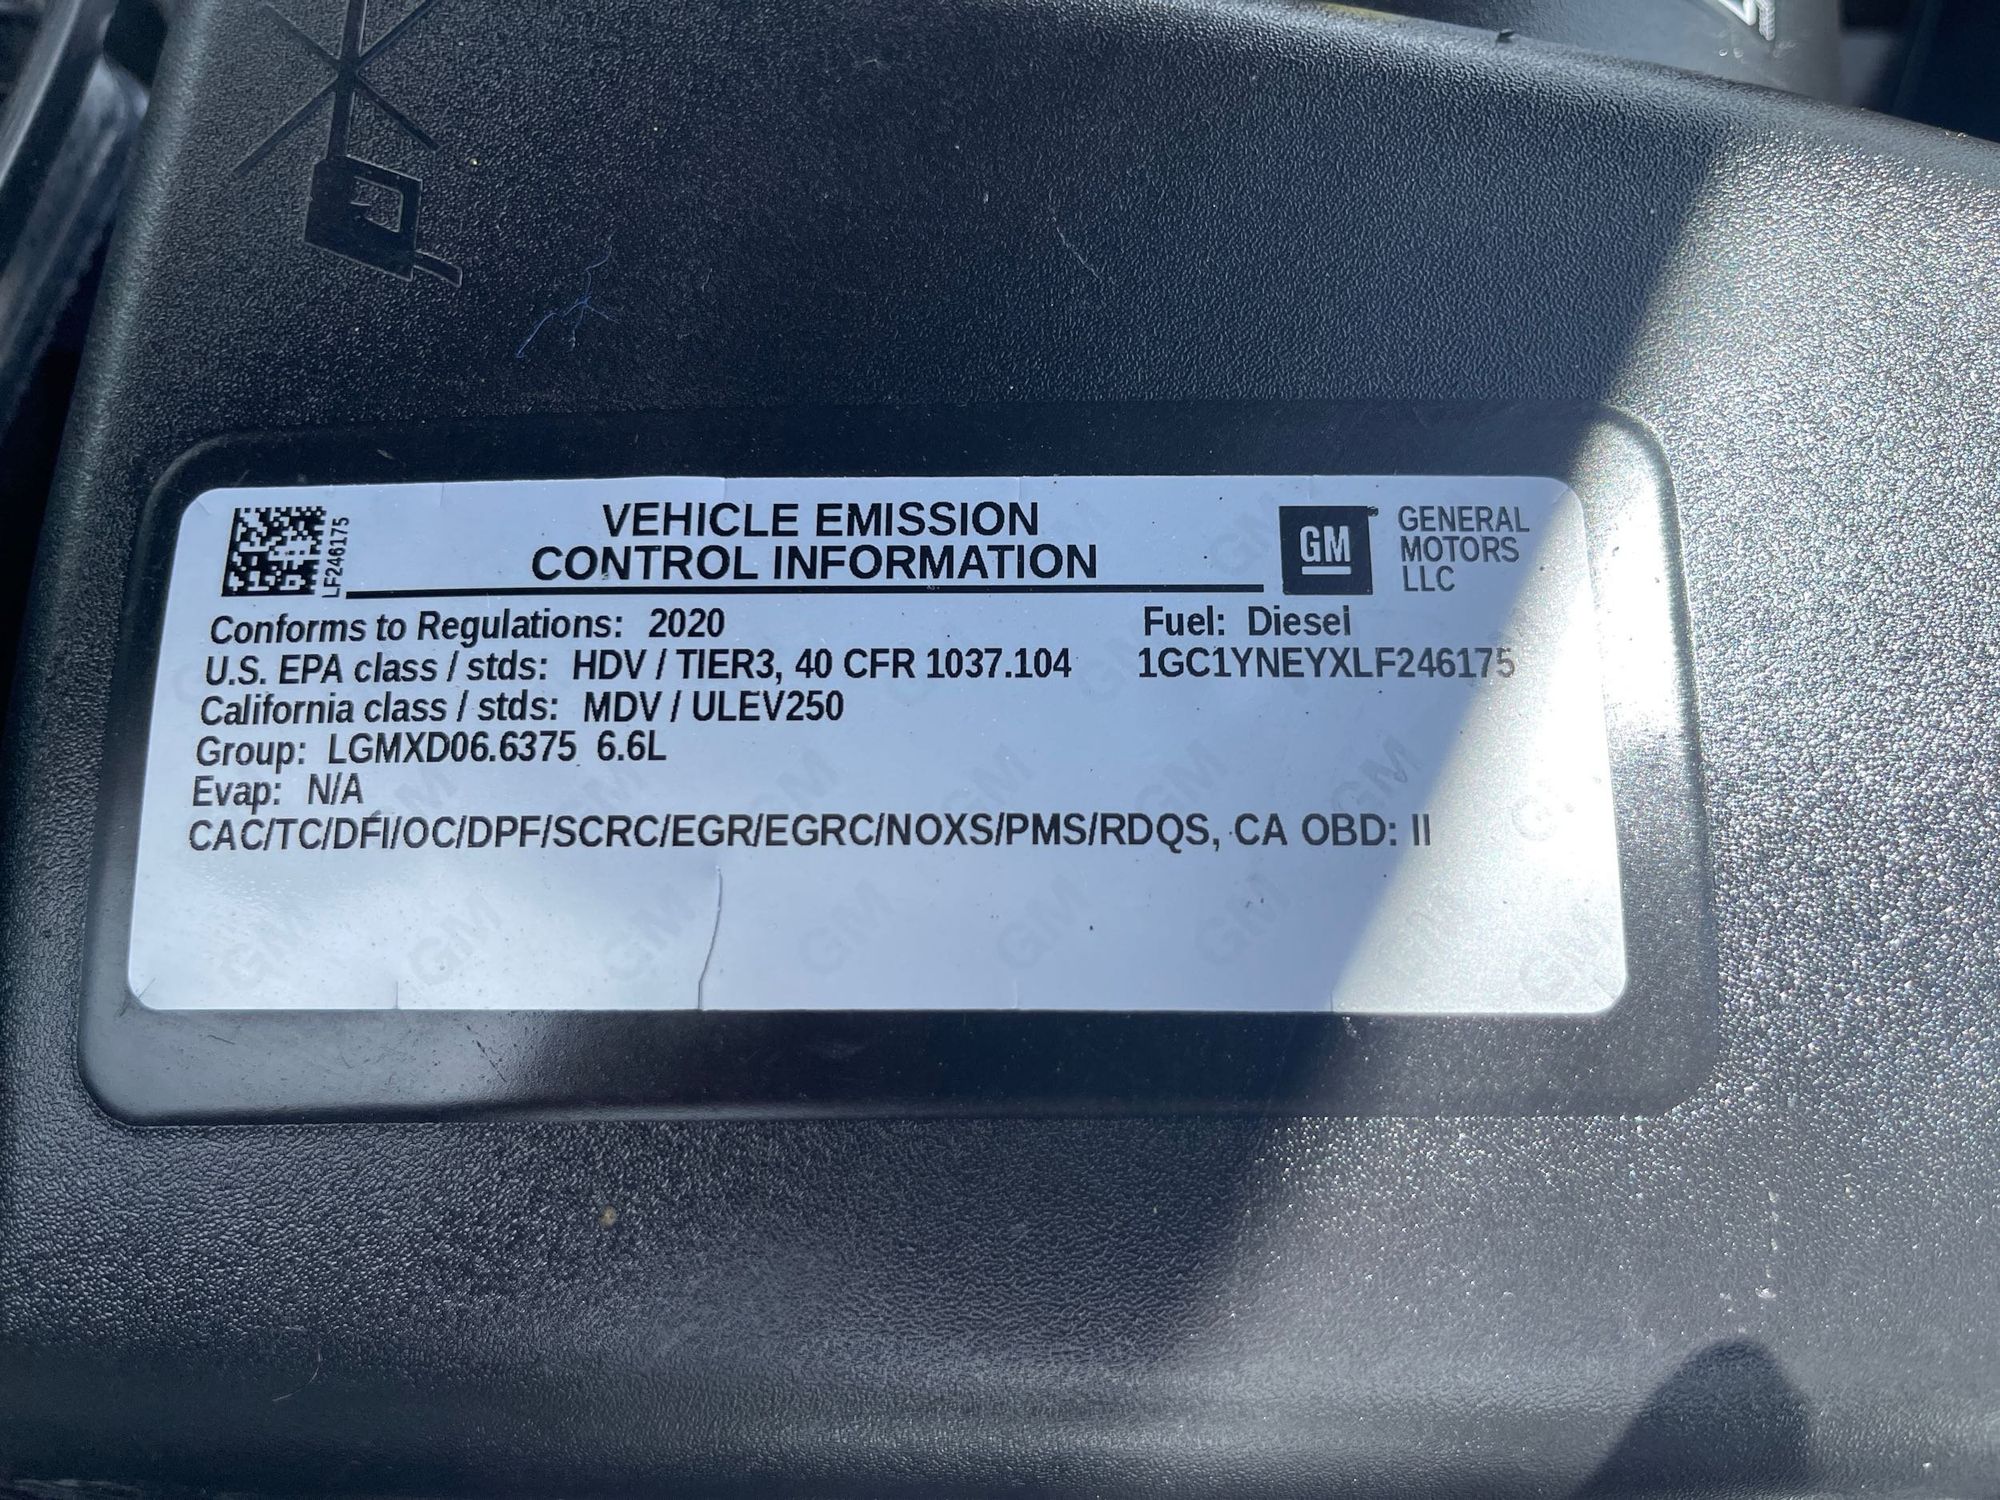 LF246175
VEHICLE EMISSION
CONTROL INFORMATION
GM
GENERAL
MOTORS
LLC
Conforms to Regulations: 2020
Fuel: Diesel
U.S. EPA class / stds: HDV / TIER3, 40 CFR 1037.104
1GC1YNEYXLF246175
California class / stds: MDV / ULEV250
Group: LGMXD06.6375 6.6L
Evap: N/A
CAC/TC/DFI/OC/DPF/SCRC/EGR/EGRC/NOXS/PMS/RDQS, CA OBD: II